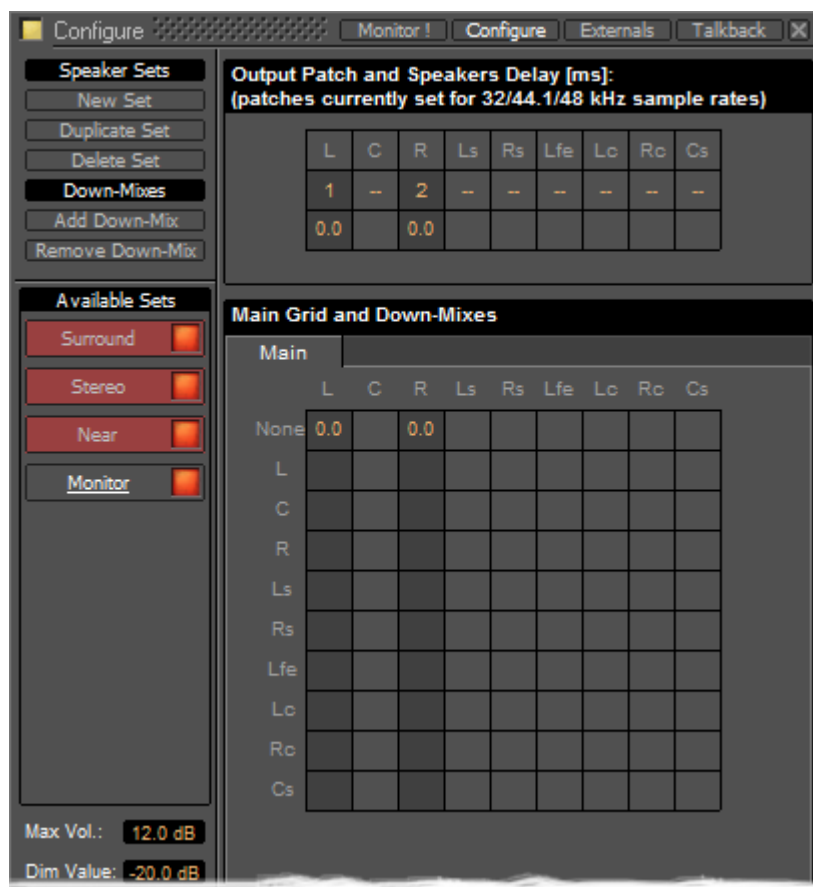 Configure Monitor ! Configure Externals Talkback X
Speaker Sets
New Set
Duplicate Set
Delete Set
Down-Mixes
Add Down-Mix
Remove Down-Mix
Available Sets
Surround
Stereo
Near
Monitor
Max Vol.: 12.0 dB
Dim Value: -20.0 dB
Output Patch and Speakers Delay [ms]:
(patches currently set for 32/44.1/48 kHz sample rates)
L C R Ls Rs Lfe Lc Rc Cs
1 -- 2 -- -- -- -- -- --
0.0 0.0
Main Grid and Down-Mixes
Main
L C R Ls Rs Lfe Lc Rc Cs
None 0.0 0.0
L
C
R
Ls
Rs
Lfe
Lc
Rc
Cs